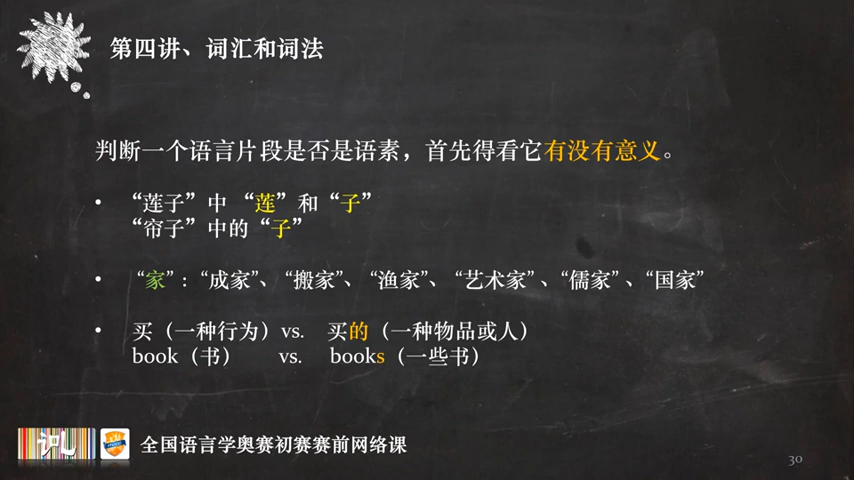 第四讲、词汇和词法
判断一个语言片段是否是语素，首先得看它有没有意义。
• “莲子”中 “莲”和“子”
“帘子”中的“子”
• “家”：“成家”、“搬家”、“渔家”、“艺术家”、“儒家”、“国家”
• 买（一种行为）vs. 买的（一种物品或人）
book（书） vs. books（一些书）
全国语言学奥赛初赛赛前网络课
30